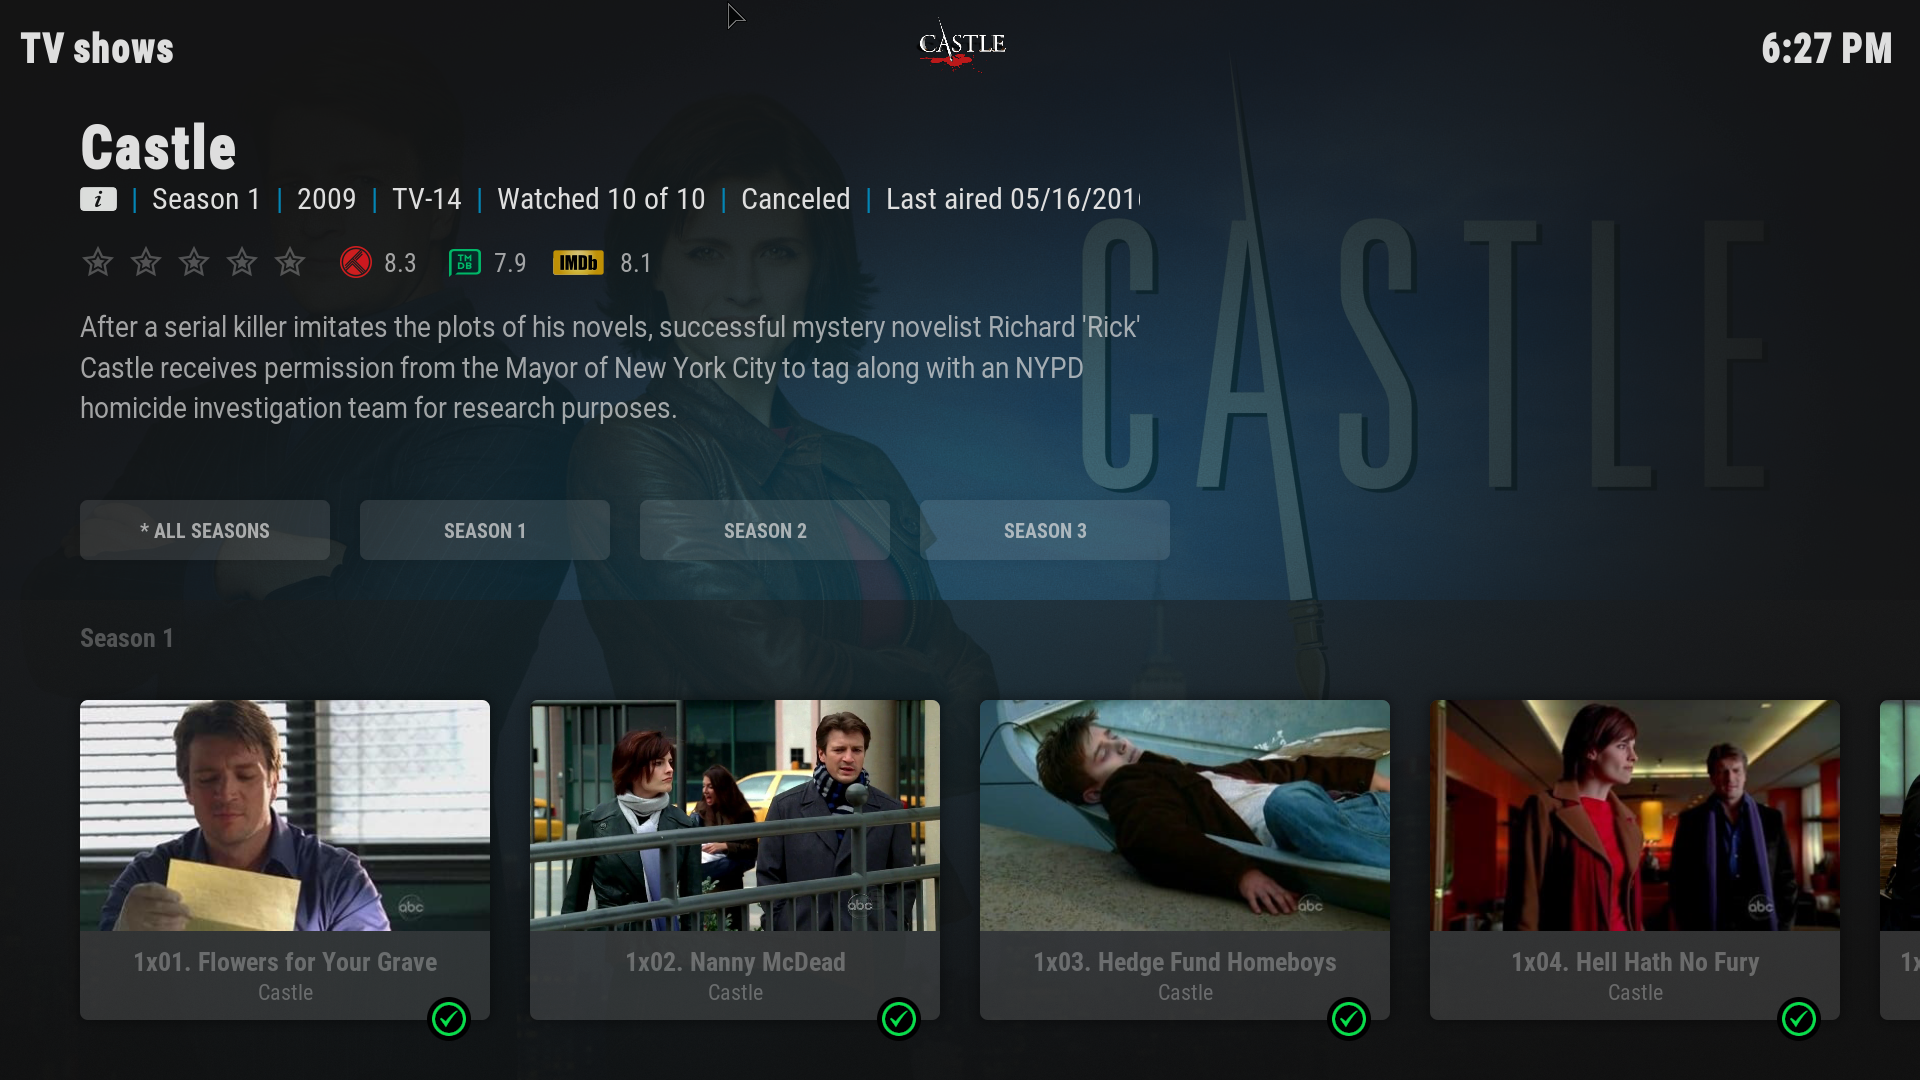 TV shows
CASTLE
6:27 PM
Castle
i | Season 1 | 2009 | TV-14 | Watched 10 of 10 | Canceled | Last aired 05/16/201
8.3 TMDB 7.9 IMDb 8.1
After a serial killer imitates the plots of his novels, successful mystery novelist Richard 'Rick'
Castle receives permission from the Mayor of New York City to tag along with an NYPD
homicide investigation team for research purposes.
CASTLE
* ALL SEASONS
SEASON 1
SEASON 2
SEASON 3
Season 1
abc
abc
abc
abc
1x01. Flowers for Your Grave
Castle
1x02. Nanny McDead
Castle
1x03. Hedge Fund Homeboys
Castle
1x04. Hell Hath No Fury
Castle